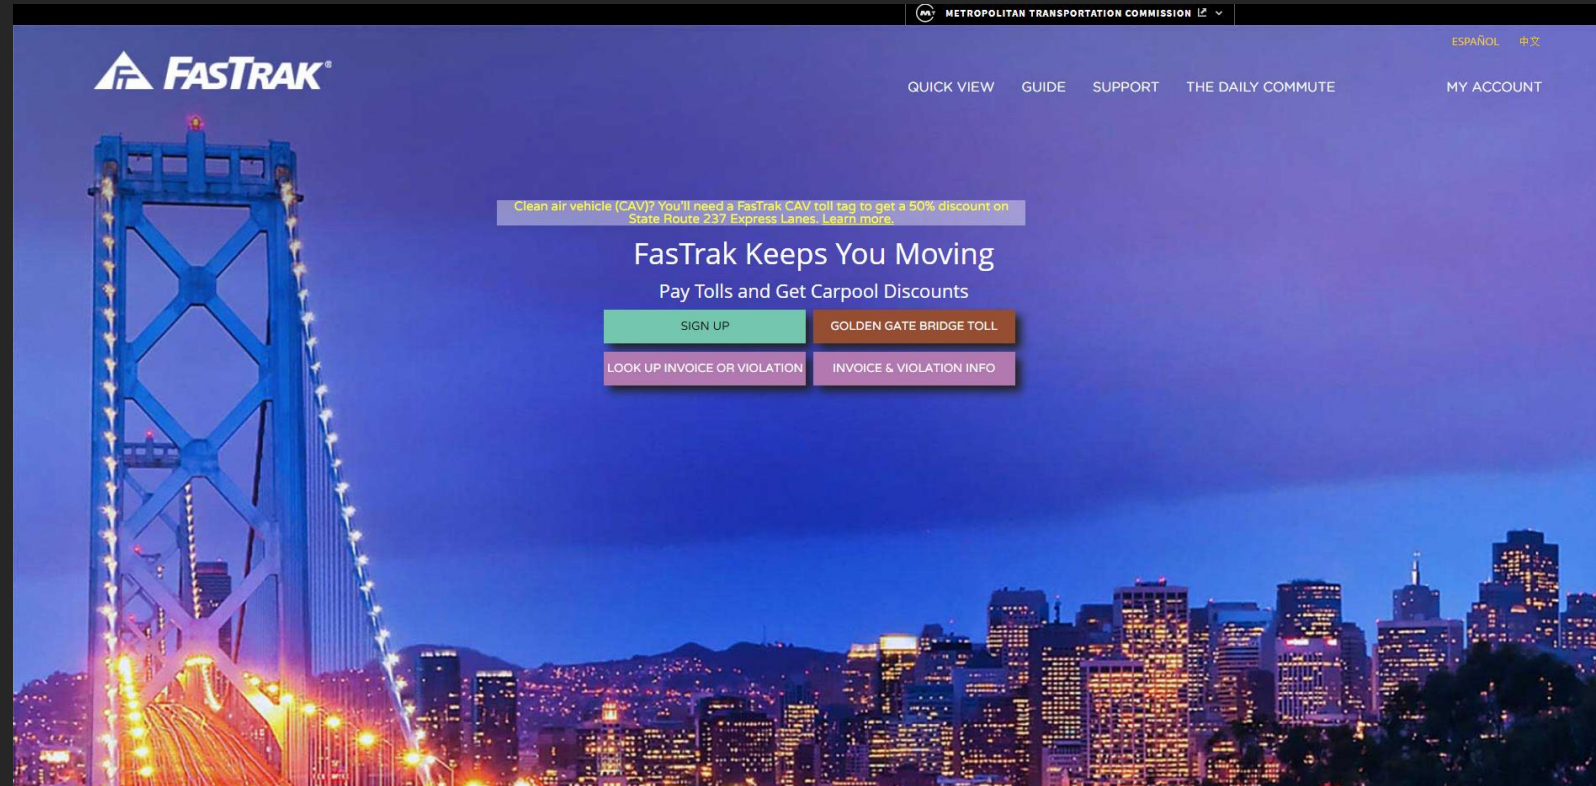 METROPOLITAN TRANSPORTATION COMMISSION
ESPAÑOL 中文
FASTRAK®
QUICK VIEW GUIDE SUPPORT THE DAILY COMMUTE MY ACCOUNT
Clean air vehicle (CAV)? You'll need a FasTrak CAV toll tag to get a 50% discount on
State Route 237 Express Lanes. Learn more.
FasTrak Keeps You Moving
Pay Tolls and Get Carpool Discounts
SIGN UP GOLDEN GATE BRIDGE TOLL
LOOK UP INVOICE OR VIOLATION INVOICE & VIOLATION INFO